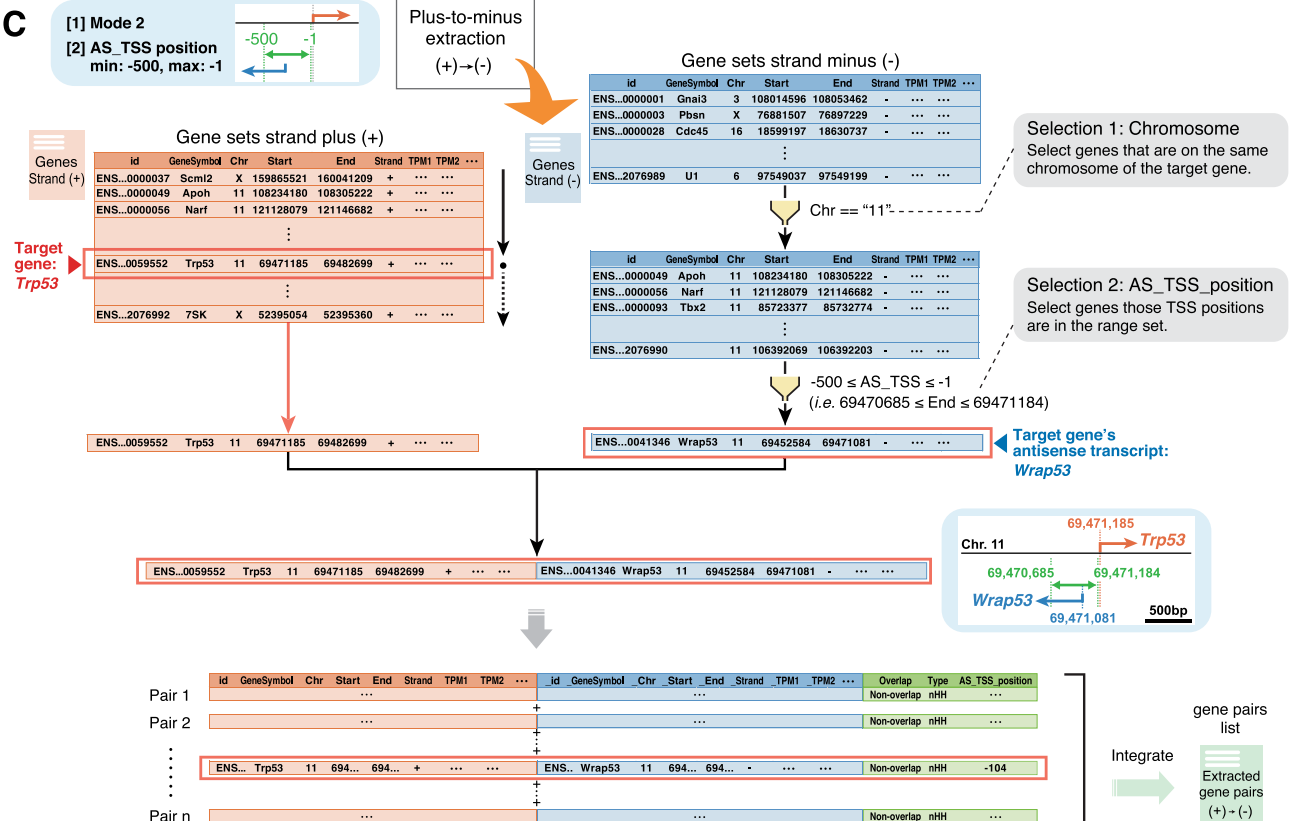 C
[1] Mode 2
[2] AS_TSS position
min: -500, max: -1
-500 -1
Plus-to-minus
extraction
(+)→(-)
Gene sets strand minus (-)
Genes
Strand (-)
id GeneSymbol Chr Start End Strand TPM1 TPM2 ···
ENS...0000001 Gnai3 3 108014596 108053462 - ··· ···
ENS...0000003 Pbsn X 76881507 76897229 - ··· ···
ENS...0000028 Cdc45 16 18599197 18630737 - ··· ···
⋮
ENS...2076989 U1 6 97549037 97549199 - ··· ···
Selection 1: Chromosome
Select genes that are on the same
chromosome of the target gene.
Chr == “11”
Gene sets strand plus (+)
Genes
Strand (+)
id GeneSymbol Chr Start End Strand TPM1 TPM2 ···
ENS...0000037 Scml2 X 159865521 160041209 + ··· ···
ENS...0000049 Apoh 11 108234180 108305222 + ··· ···
ENS...0000056 Narf 11 121128079 121146682 + ··· ···
⋮
Target
gene:
Trp53
ENS...0059552 Trp53 11 69471185 69482699 + ··· ···
⋮
ENS...2076992 7SK X 52395054 52395360 + ··· ···
id GeneSymbol Chr Start End Strand TPM1 TPM2 ···
ENS...0000049 Apoh 11 108234180 108305222 - ··· ···
ENS...0000056 Narf 11 121128079 121146682 - ··· ···
ENS...0000093 Tbx2 11 85723377 85732774 - ··· ···
⋮
ENS...2076990 11 106392069 106392203 - ··· ···
Selection 2: AS_TSS_position
Select genes those TSS positions
are in the range set.
-500 ≤ AS_TSS ≤ -1
(i.e. 69470685 ≤ End ≤ 69471184)
ENS...0059552 Trp53 11 69471185 69482699 + ··· ···
ENS...0041346 Wrap53 11 69452584 69471081 - ··· ···
Target gene's
antisense transcript:
Wrap53
ENS...0059552 Trp53 11 69471185 69482699 + ··· ··· ENS...0041346 Wrap53 11 69452584 69471081 - ··· ···
69,471,185
Chr. 11 Trp53
69,470,685 69,471,184
Wrap53
69,471,081
500bp
id GeneSymbol Chr Start End Strand TPM1 TPM2 ··· _id _GeneSymbol _Chr _Start _End _Strand _TPM1 _TPM2 ··· Overlap Type AS_TSS_position
Pair 1 ··· + ··· Non-overlap nHH ···
Pair 2 ··· + ··· Non-overlap nHH ···
⋮ +
ENS... Trp53 11 694... 694... + ··· ··· ENS.. Wrap53 11 694... 694... - ··· ··· Non-overlap nHH -104
+
+
Pair n ··· ··· Non-overlap nHH ···
Integrate
gene pairs
list
Extracted
gene pairs
(+)→(-)